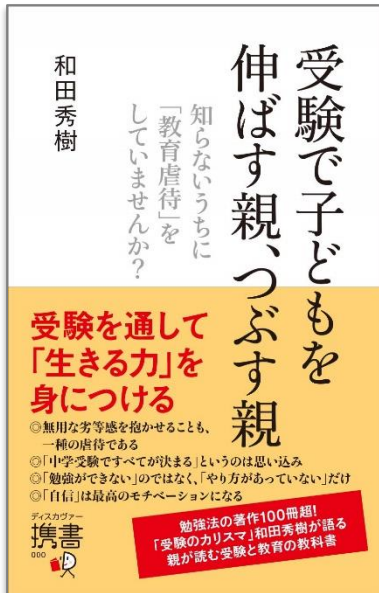 受験で子どもを
伸ばす親、つぶす親
知らないうちに
「教育虐待」を
していませんか？
和田秀樹
受験を通して
「生きる力」を
身につける
◎無用な劣等感を抱かせることも、
一種の虐待である
◎「中学受験ですべてが決まる」というのは思い込み
◎「勉強ができない」のではなく、「やり方があっていない」だけ
◎「自信」は最高のモチベーションになる
勉強法の著作100冊超！
「受験のカリスマ」和田秀樹が語る
親が読む受験と教育の教科書
ディスカヴァー
携書
000